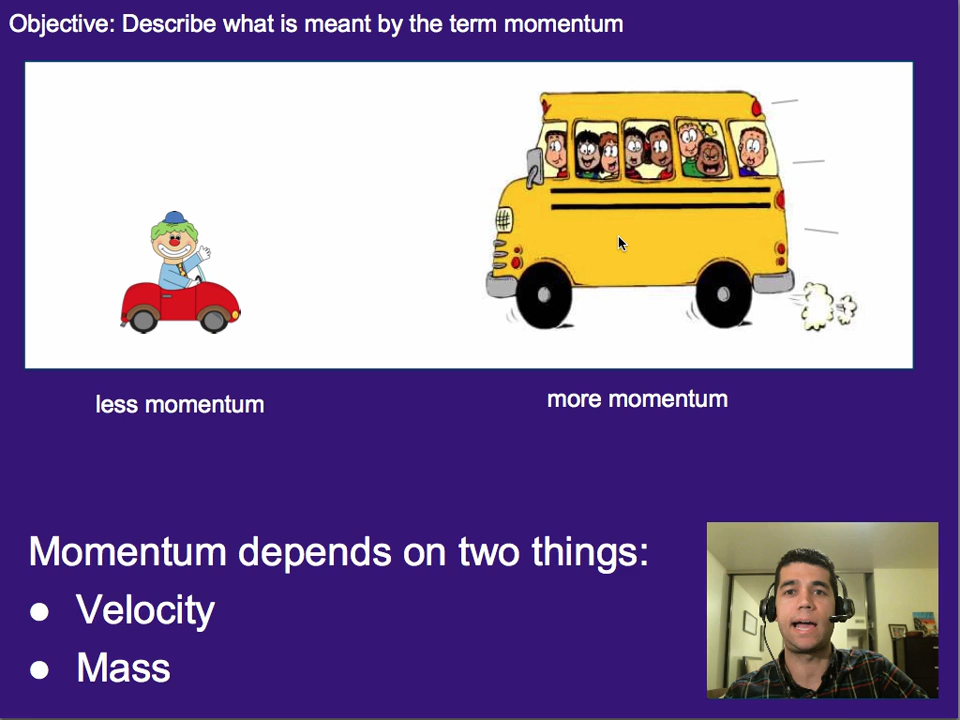 Objective: Describe what is meant by the term momentum
less momentum
more momentum
Momentum depends on two things:
● Velocity
● Mass